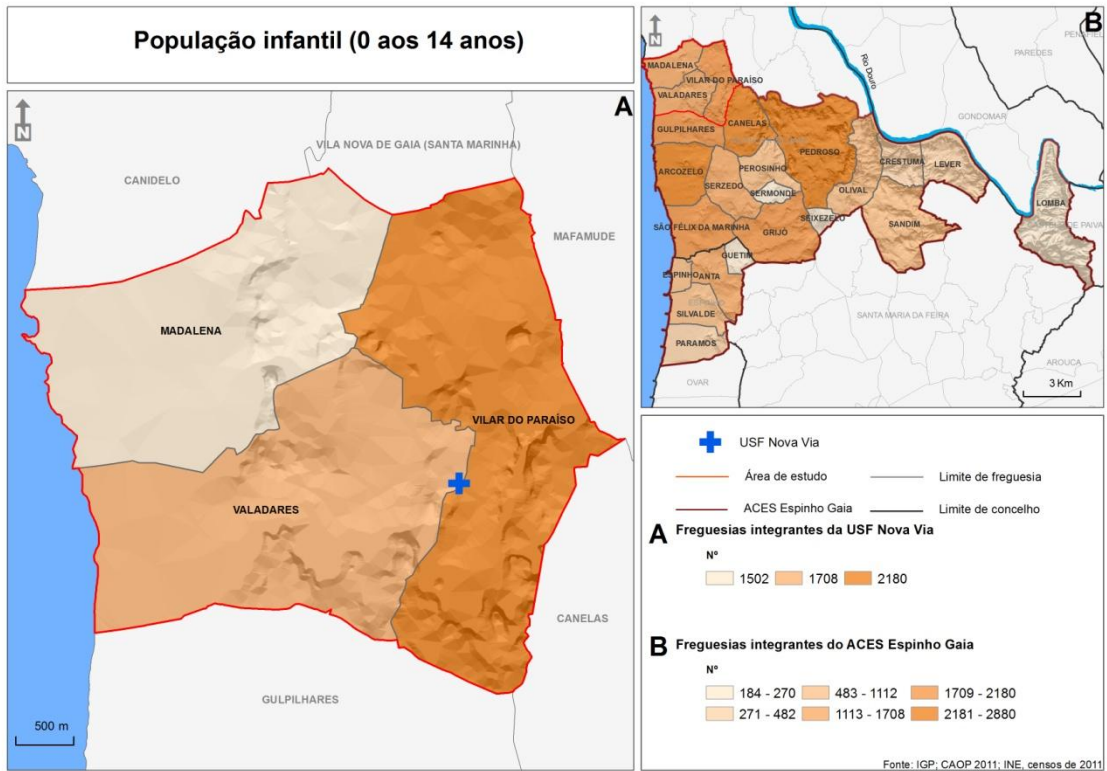 População infantil (0 aos 14 anos)
A
N
VILA NOVA DE GAIA (SANTA MARINHA)
CANIDELO
MAFAMUDE
MADALENA
VILAR DO PARAÍSO
VALADARES
CANELAS
GULPILHARES
500 m
B
N
PENAFIEL
PAREDES
Rio Douro
MADALENA
VILAR DO PARAÍSO
VALADARES
GONDOMAR
GULPILHARES
CANELAS
PEDROSO
CRESTUMA
LEVER
ARCOZELO
PEROSINHO
SERZEDO
SERMONDE
OLIVAL
LOMBA
SEIXEZELO
SANDIM
SÃO FÉLIX DA MARINHA
GRIJÓ
GUETIM
ESPINHO
ANTA
SILVALDE
SANTA MARIA DA FEIRA
PARAMOS
AROUCA
OVAR
3 Km
USF Nova Via
Área de estudo
Limite de freguesia
ACES Espinho Gaia
Limite de concelho
A Freguesias integrantes da USF Nova Via
Nº
1502 1708 2180
B Freguesias integrantes do ACES Espinho Gaia
Nº
184 - 270 483 - 1112 1709 - 2180
271 - 482 1113 - 1708 2181 - 2880
Fonte: IGP; CAOP 2011; INE, censos de 2011